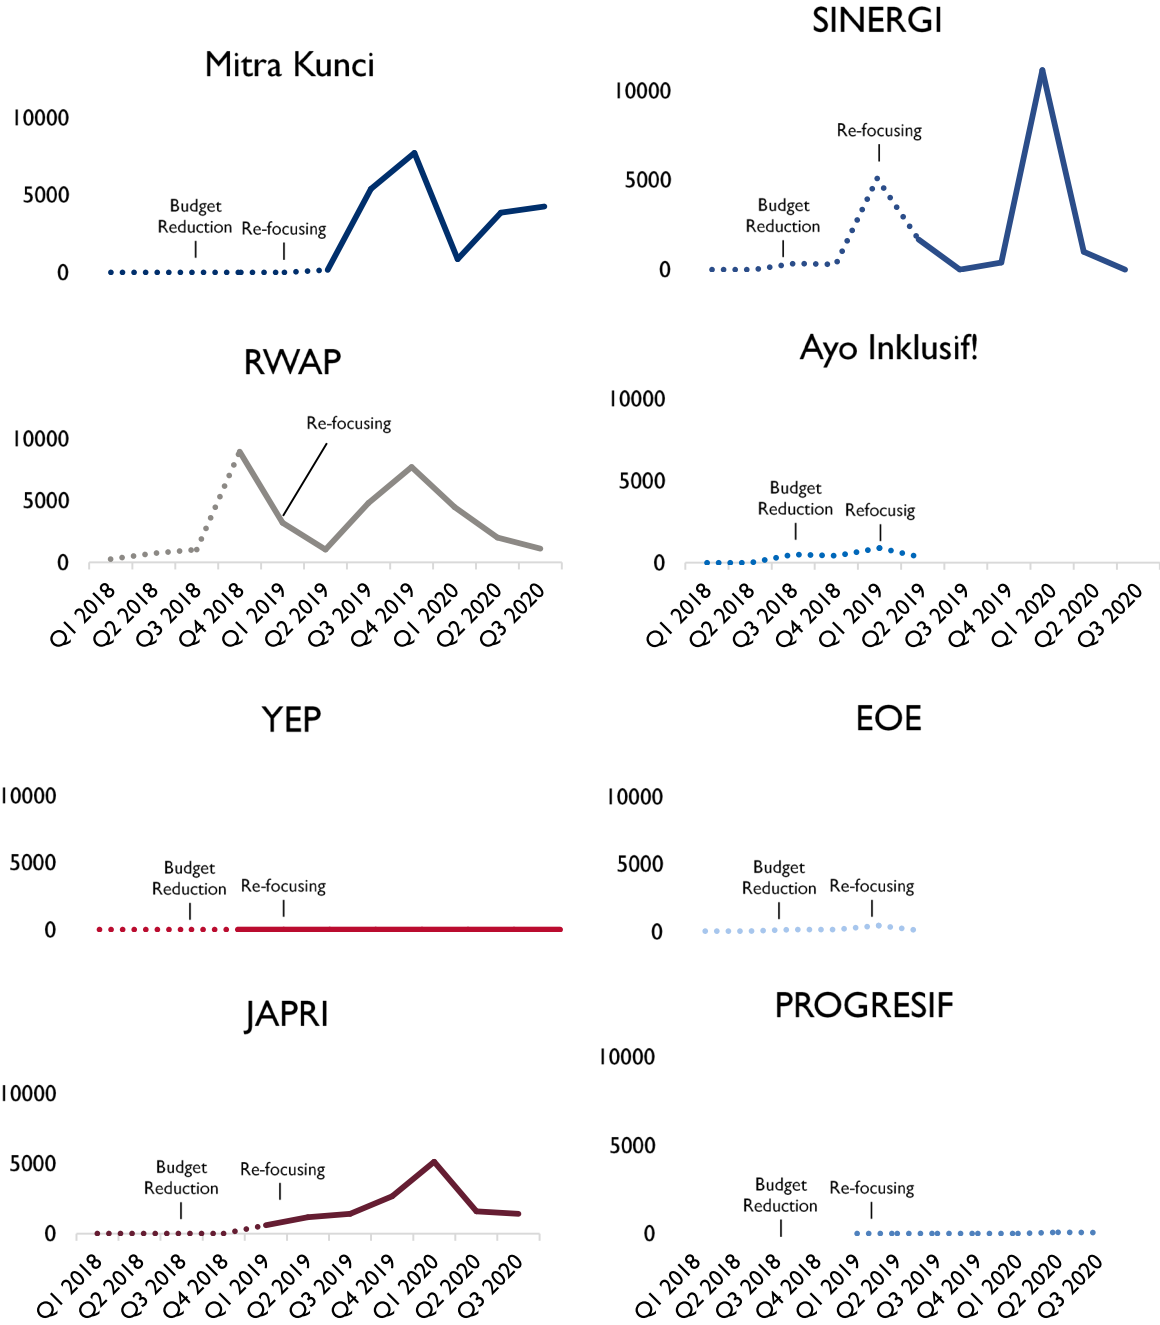 Mitra Kunci
10000
5000
0
Budget
Reduction
Re-focusing
SINERGI
10000
5000
0
Budget
Reduction
Re-focusing
RWAP
10000
5000
0
Re-focusing
Q1 2018
Q2 2018
Q3 2018
Q4 2018
Q1 2019
Q2 2019
Q3 2019
Q4 2019
Q1 2020
Q2 2020
Q3 2020
Ayo Inklusif!
10000
5000
0
Budget
Reduction
Refocusig
Q1 2018
Q2 2018
Q3 2018
Q4 2018
Q1 2019
Q2 2019
Q3 2019
Q4 2019
Q1 2020
Q2 2020
Q3 2020
YEP
10000
5000
0
Budget
Reduction
Re-focusing
EOE
10000
5000
0
Budget
Reduction
Re-focusing
JAPRI
10000
5000
0
Budget
Reduction
Re-focusing
Q1 2018
Q2 2018
Q3 2018
Q4 2018
Q1 2019
Q2 2019
Q3 2019
Q4 2019
Q1 2020
Q2 2020
Q3 2020
PROGRESIF
10000
5000
0
Budget
Reduction
Re-focusing
Q1 2018
Q2 2018
Q3 2018
Q4 2018
Q1 2019
Q2 2019
Q3 2019
Q4 2019
Q1 2020
Q2 2020
Q3 2020